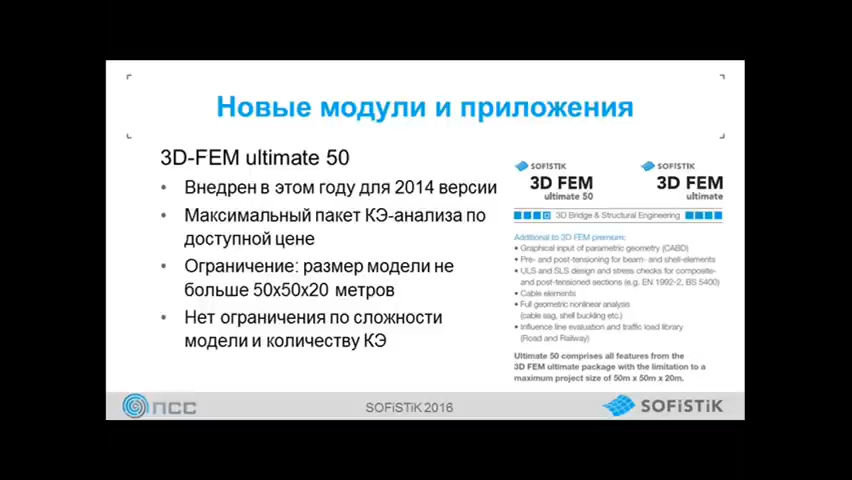 Новые модули и приложения
3D-FEM ultimate 50
• Внедрен в этом году для 2014 версии
• Максимальный пакет КЭ-анализа по
доступной цене
• Ограничение: размер модели не
больше 50х50х20 метров
• Нет ограничения по сложности
модели и количеству КЭ
SOFiSTiK
SOFiSTiK
3D FEM
3D FEM
ultimate 50
ultimate
3D Bridge & Structural Engineering
Additional to 3D FEM premium:
• Graphical input of parametric geometry (CABD)
• Pre- and post-tensioning for beam- and shell-elements
• ULS and SLS design and stress checks for composite-
and post-tensioned sections (e.g. EN 1992-2, BS 5400)
• Cable elements
• Full geometric nonlinear analysis
(cable sag, shell buckling etc.)
• Influence line evaluation and traffic load library
(Road and Railway)
Ultimate 50 comprises all features from the
3D FEM ultimate package with the limitation to a
maximum project size of 50m x 50m x 20m.
ПСС
SOFiSTiK 2016
SOFiSTiK